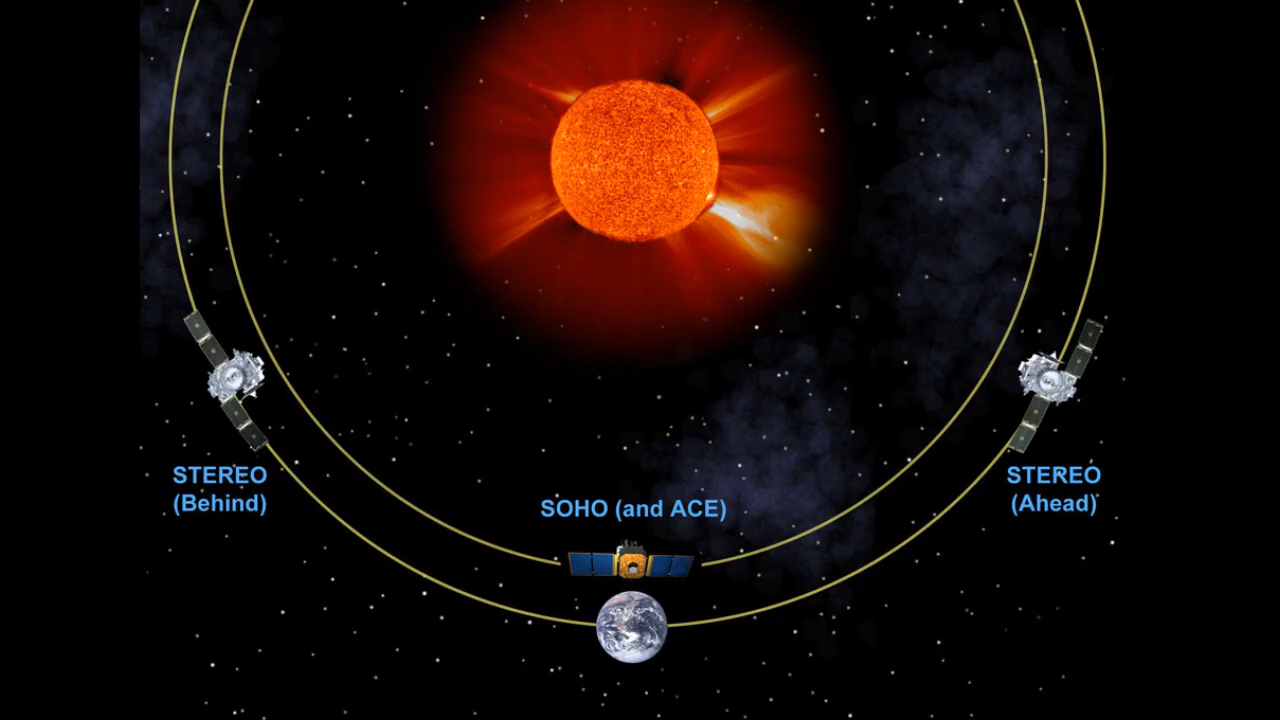 STEREO
(Behind)
SOHO (and ACE)
STEREO
(Ahead)